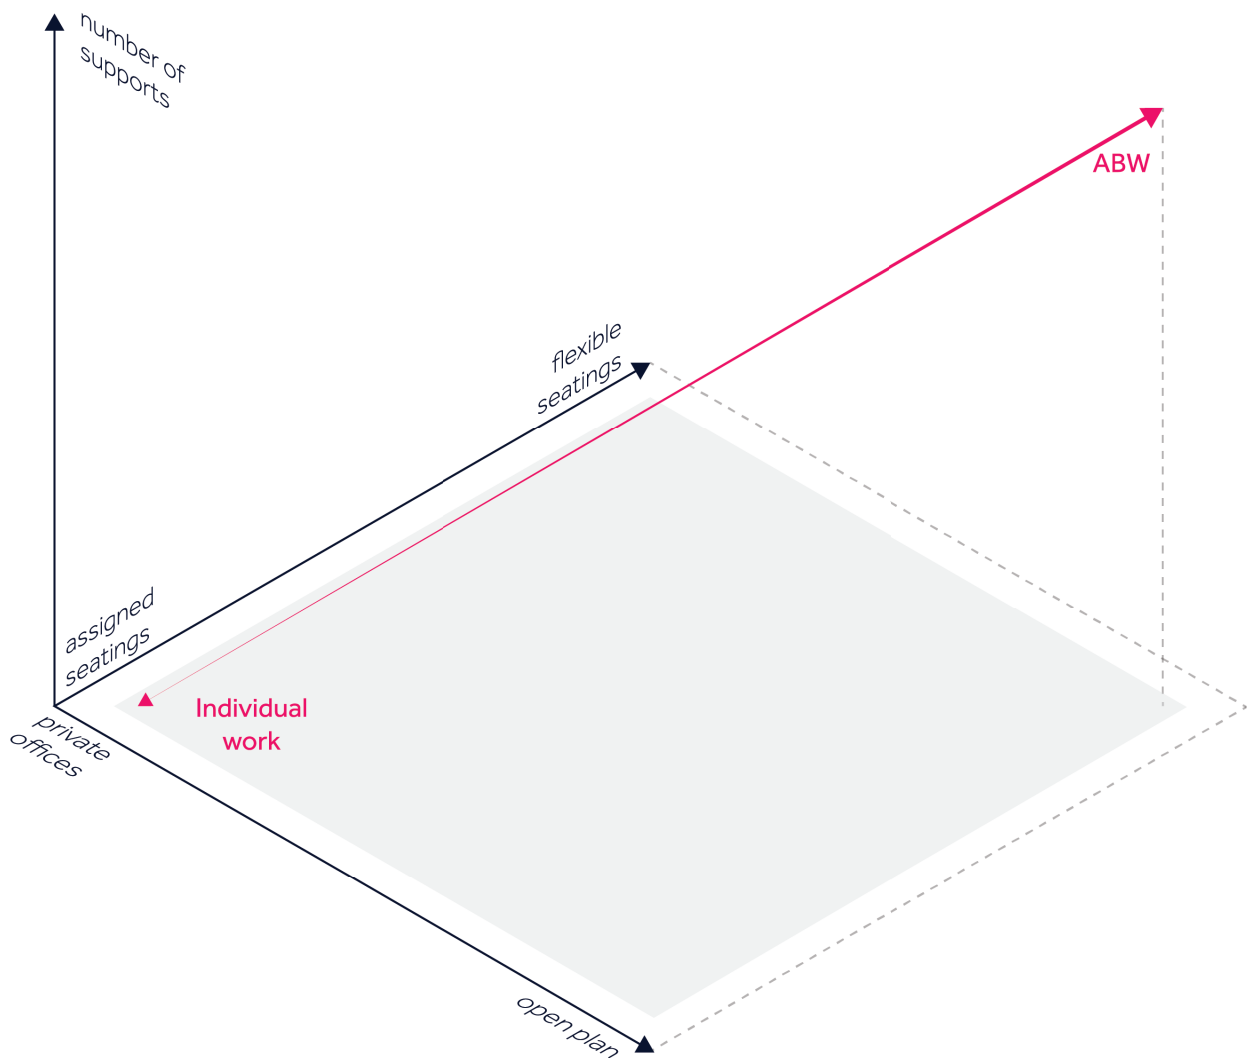 number of
supports
ABW
flexible
seatings
assigned
seatings
Individual
work
private
offices
open plan